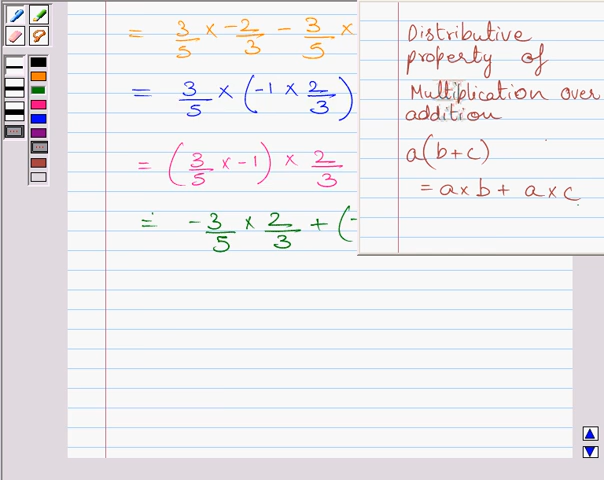 = 3/5 × -2/3 - 3/5 ×
= 3/5 × (-1 × 2/3)
= (3/5 × -1) × 2/3
= -3/5 × 2/3 + (-
Distributive
property of
Multiplication over
addition
a(b+c)
= a×b + a×c